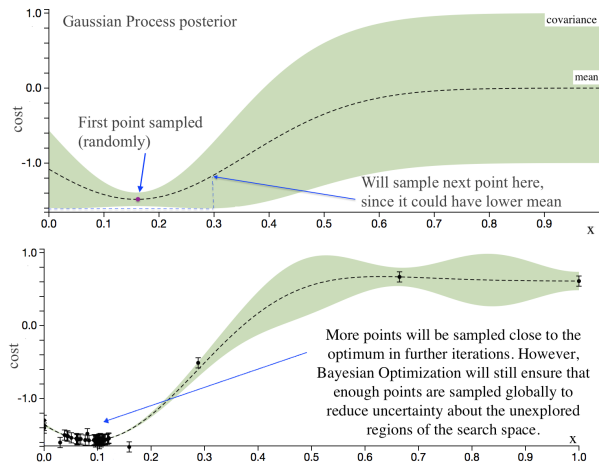 Gaussian Process posterior
1.0
covariance
0.0
mean
cost
First point sampled
(randomly)
-1.0
Will sample next point here,
since it could have lower mean
0.0
0.1
0.2
0.3
0.4
0.5
0.6
0.7
0.8
0.9
x
1.0
0.0
cost
-1.0
More points will be sampled close to the
optimum in further iterations. However,
Bayesian Optimization will still ensure that
enough points are sampled globally to
reduce uncertainty about the unexplored
regions of the search space.
0.0
0.1
0.2
0.3
0.4
0.5
0.6
0.7
0.8
0.9
1.0
x